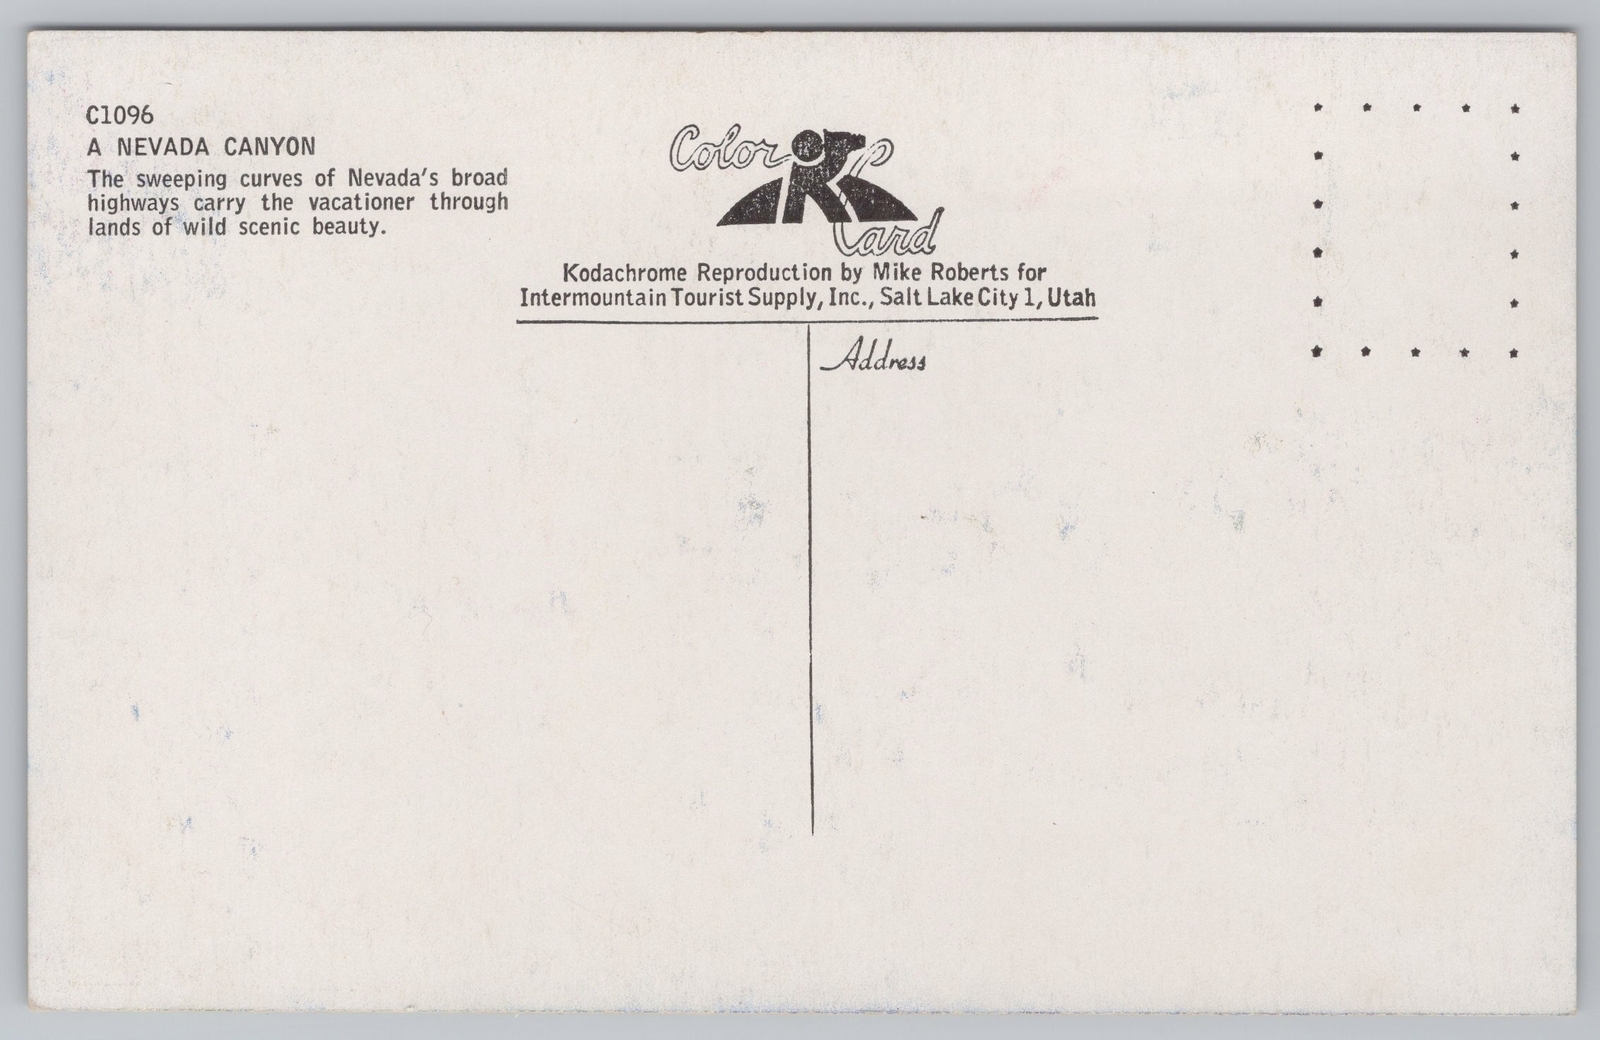 C1096
A NEVADA CANYON
The sweeping curves of Nevada's broad
highways carry the vacationer through
lands of wild scenic beauty.
Color R
Card
Kodachrome Reproduction by Mike Roberts for
Intermountain Tourist Supply, Inc., Salt Lake City 1, Utah
Address